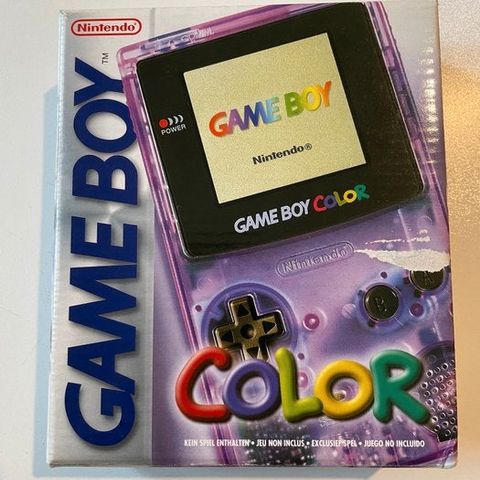 Nintendo
GAME BOY
POWER
GAME BOY
Nintendo®
GAME BOY COLOR
Nintendo
B
A
COLOR
KEIN SPIEL ENTHALTEN • JEU NON INCLUS • EXCLUSIEF SPEL • JUEGO NO INCLUIDO